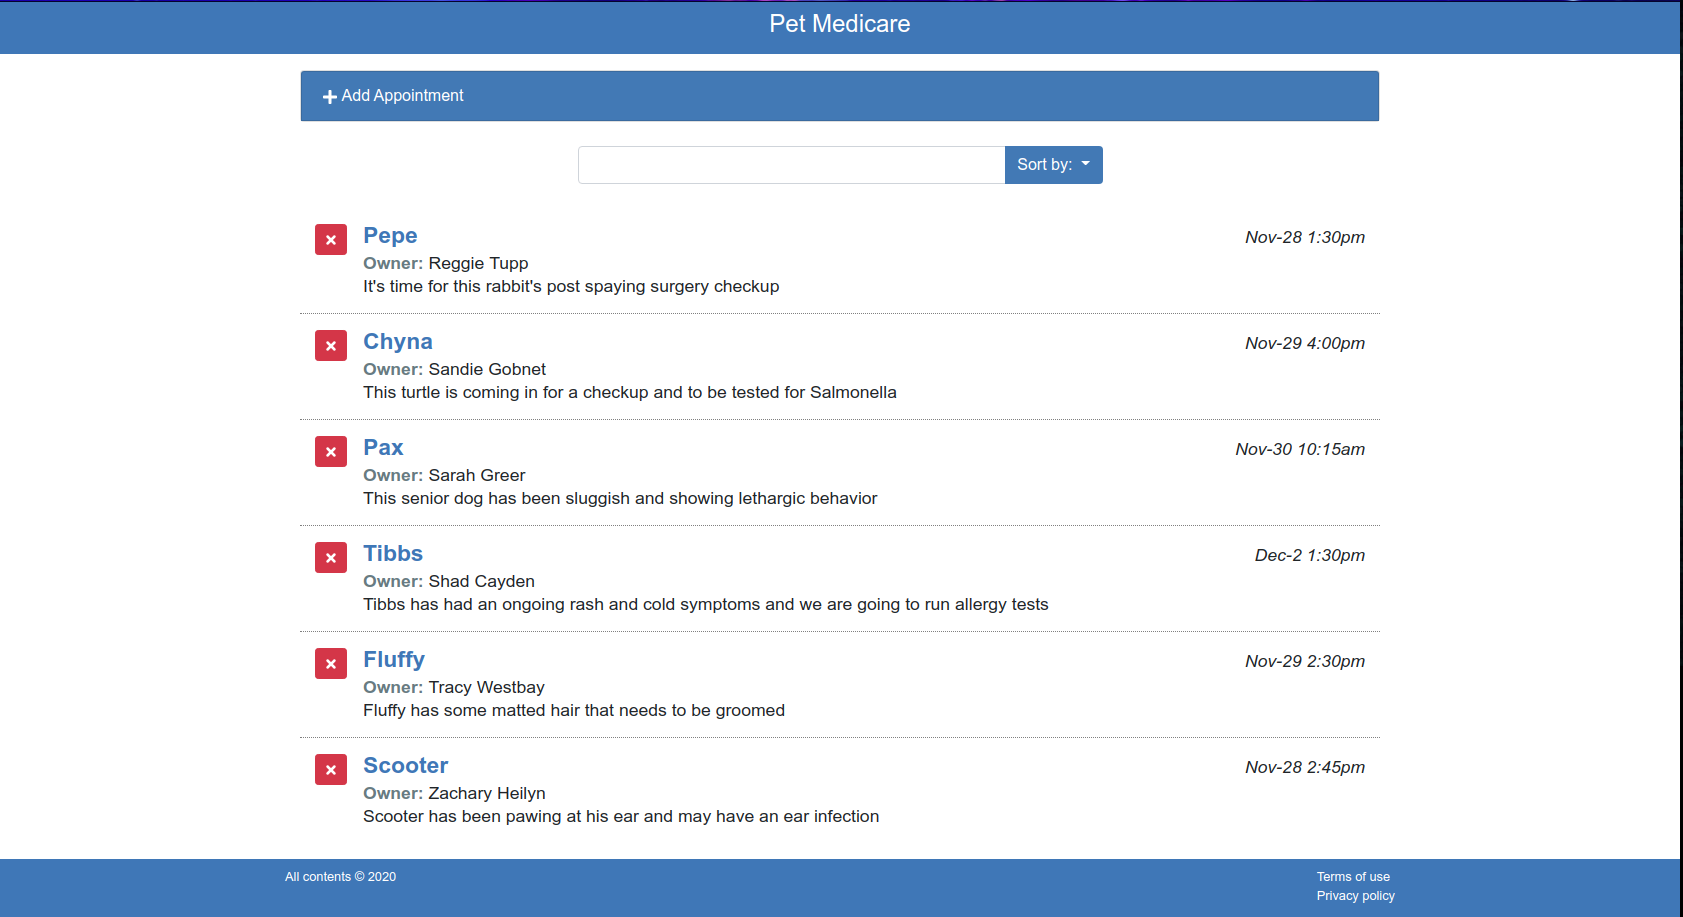 Pet Medicare
Add Appointment
Sort by:
Pepe
Nov-28 1:30pm
Owner: Reggie Tupp
It's time for this rabbit's post spaying surgery checkup
Chyna
Nov-29 4:00pm
Owner: Sandie Gobnet
This turtle is coming in for a checkup and to be tested for Salmonella
Pax
Nov-30 10:15am
Owner: Sarah Greer
This senior dog has been sluggish and showing lethargic behavior
Tibbs
Dec-2 1:30pm
Owner: Shad Cayden
Tibbs has had an ongoing rash and cold symptoms and we are going to run allergy tests
Fluffy
Nov-29 2:30pm
Owner: Tracy Westbay
Fluffy has some matted hair that needs to be groomed
Scooter
Nov-28 2:45pm
Owner: Zachary Heilyn
Scooter has been pawing at his ear and may have an ear infection
All contents © 2020
Terms of use
Privacy policy